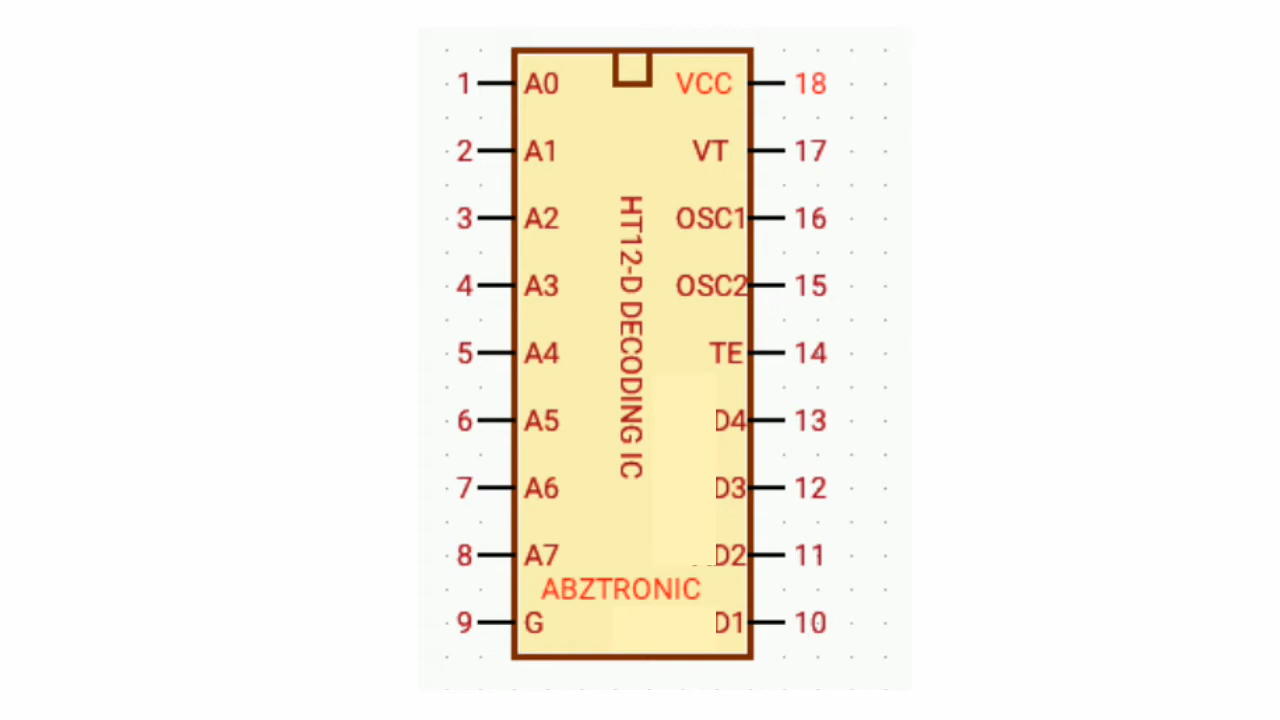 1 A0 VCC 18
2 A1 VT 17
3 A2 OSC1 16
4 A3 OSC2 15
5 A4 TE 14
6 A5 D4 13
7 A6 D3 12
8 A7 D2 11
9 G D1 10
HT12-D DECODING IC
ABZTRONIC